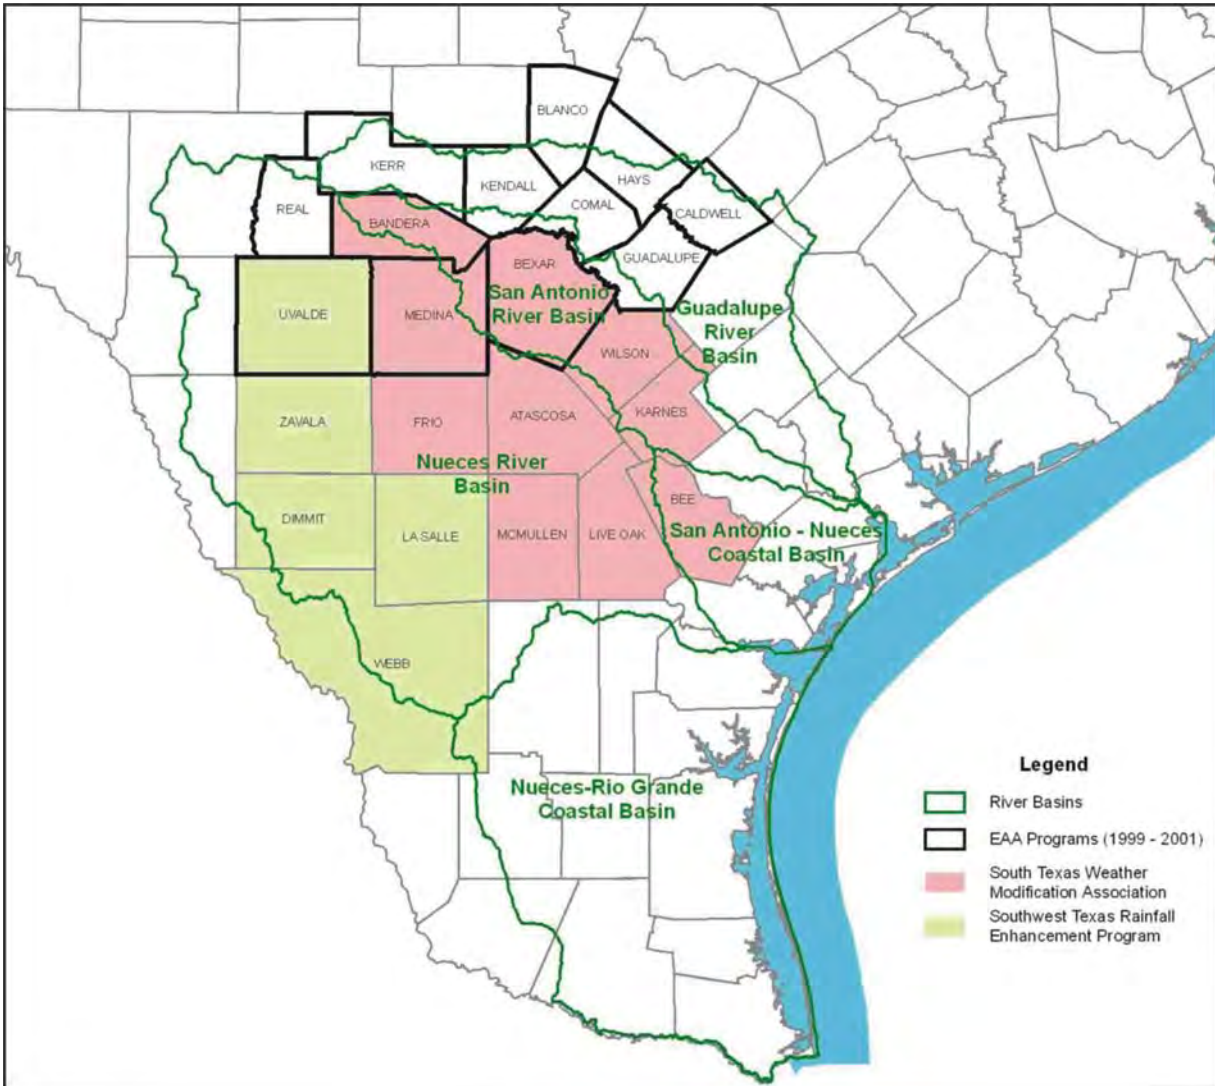 BLANCO
KERR
HAYS
KENDALL
COMAL
REAL
CALDWELL
BANDERA
GUADALUPE
BEXAR
San Antonio
River Basin
UVALDE
MEDINA
Guadalupe
River
Basin
WILSON
KARNES
ZAVALA
FRIO
ATASCOSA
Nueces River
Basin
BEE
DIMMIT
LA SALLE
MCMULLEN
LIVE OAK
San Antonio - Nueces
Coastal Basin
WEBB
Nueces-Rio Grande
Coastal Basin
Legend
River Basins
EAA Programs (1999 - 2001)
South Texas Weather
Modification Association
Southwest Texas Rainfall
Enhancement Program